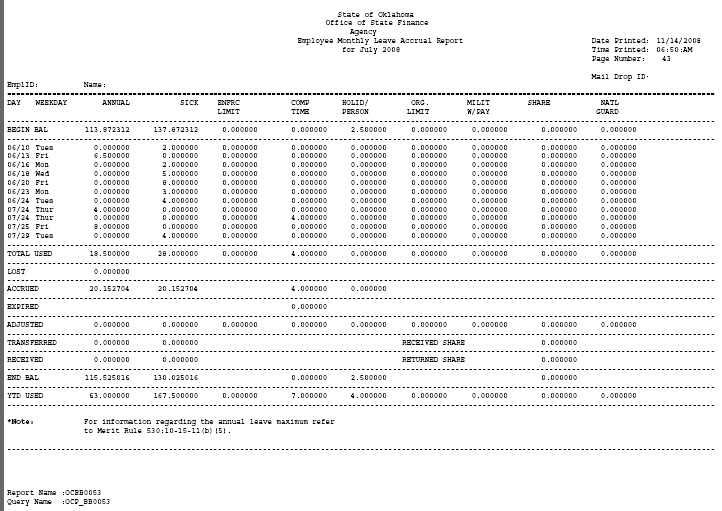 State of Oklahoma
Office of State Finance
Agency
Employee Monthly Leave Accrual Report
for July 2008
Date Printed: 11/14/2008
Time Printed: 06:50:AM
Page Number: 43
Mail Drop ID:
EmplID: Name:
DAY WEEKDAY ANNUAL SICK ENFRC LIMIT COMP TIME HOLID/ PERSON ORG. LIMIT MILIT W/PAY SHARE NATL GUARD
BEGIN BAL 113.872312 137.872312 0.000000 0.000000 2.500000 0.000000 0.000000 0.000000 0.000000
06/10 Tues 0.000000 2.000000 0.000000 0.000000 0.000000 0.000000 0.000000 0.000000 0.000000
06/13 Fri 6.500000 0.000000 0.000000 0.000000 0.000000 0.000000 0.000000 0.000000 0.000000
06/16 Mon 0.000000 2.000000 0.000000 0.000000 0.000000 0.000000 0.000000 0.000000 0.000000
06/18 Wed 0.000000 5.000000 0.000000 0.000000 0.000000 0.000000 0.000000 0.000000 0.000000
06/20 Fri 0.000000 8.000000 0.000000 0.000000 0.000000 0.000000 0.000000 0.000000 0.000000
06/23 Mon 0.000000 3.000000 0.000000 0.000000 0.000000 0.000000 0.000000 0.000000 0.000000
06/24 Tues 0.000000 4.000000 0.000000 0.000000 0.000000 0.000000 0.000000 0.000000 0.000000
07/24 Thur 4.000000 0.000000 0.000000 0.000000 0.000000 0.000000 0.000000 0.000000 0.000000
07/24 Thur 0.000000 0.000000 0.000000 4.000000 0.000000 0.000000 0.000000 0.000000 0.000000
07/25 Fri 8.000000 0.000000 0.000000 0.000000 0.000000 0.000000 0.000000 0.000000 0.000000
07/29 Tues 0.000000 4.000000 0.000000 0.000000 0.000000 0.000000 0.000000 0.000000 0.000000
TOTAL USED 18.500000 28.000000 0.000000 4.000000 0.000000 0.000000 0.000000 0.000000 0.000000
LOST 0.000000
ACCRUED 20.152704 20.152704 4.000000 0.000000
EXPIRED 0.000000
ADJUSTED 0.000000 0.000000 0.000000 0.000000 0.000000 0.000000 0.000000 0.000000 0.000000
TRANSFERRED 0.000000 0.000000 RECEIVED SHARE 0.000000
RECEIVED 0.000000 0.000000 RETURNED SHARE 0.000000
END BAL 115.525016 130.025016 0.000000 2.500000 0.000000
YTD USED 63.000000 167.500000 0.000000 7.000000 4.000000 0.000000 0.000000 0.000000 0.000000
*Note: For information regarding the annual leave maximum refer
to Merit Rule 530:10-15-11(b)(5).
Report Name :OCBB0053
Query Name :OCP_BB0053